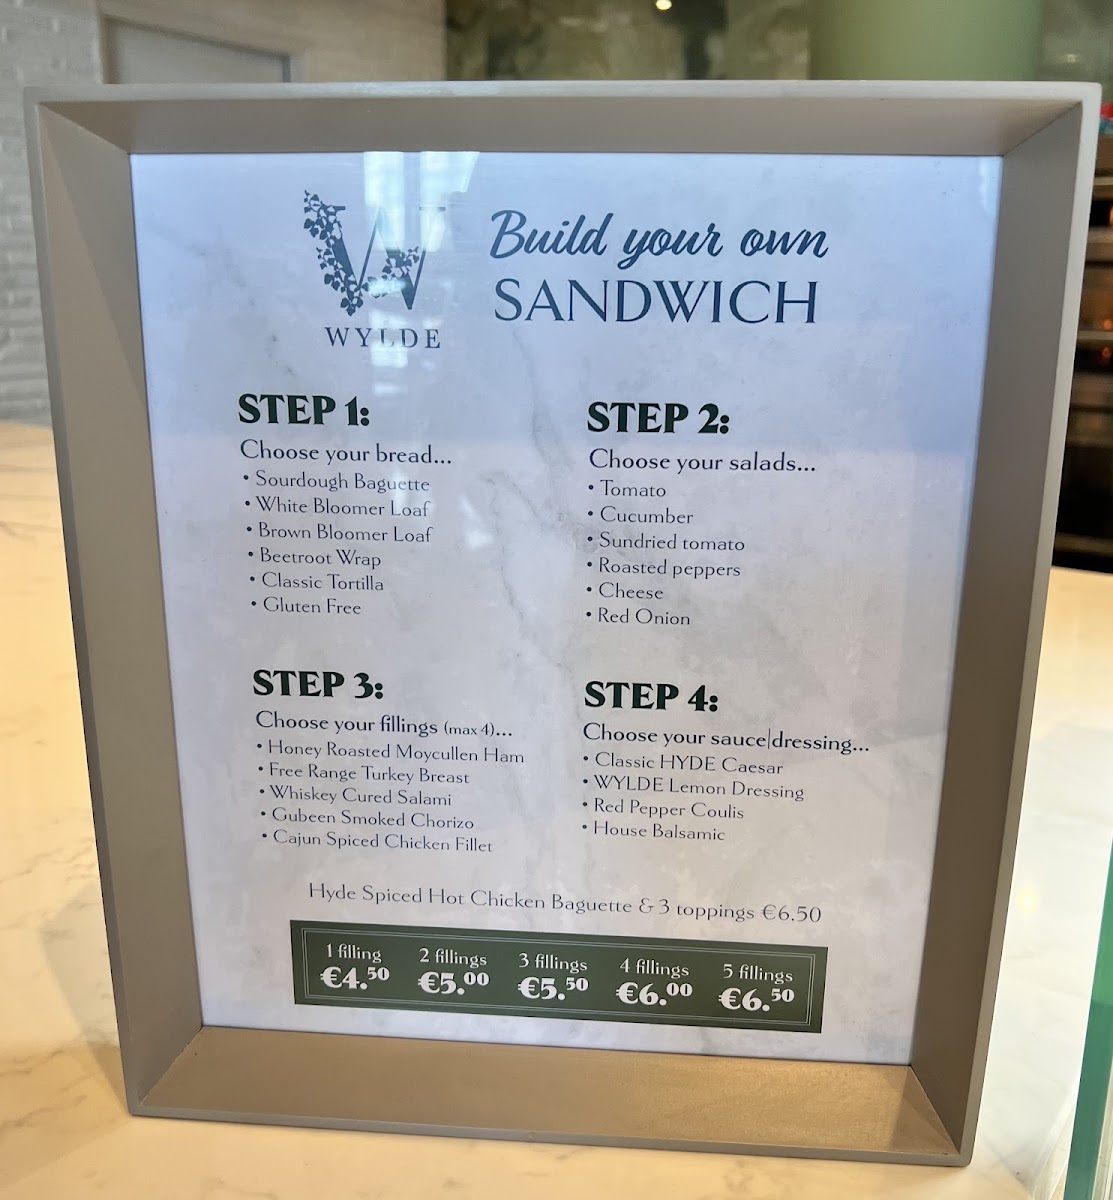 W
WYLDE
Build your own
SANDWICH
STEP 1:
Choose your bread...
• Sourdough Baguette
• White Bloomer Loaf
• Brown Bloomer Loaf
• Beetroot Wrap
• Classic Tortilla
• Gluten Free
STEP 2:
Choose your salads...
• Tomato
• Cucumber
• Sundried tomato
• Roasted peppers
• Cheese
• Red Onion
STEP 3:
Choose your fillings (max 4)...
• Honey Roasted Moycullen Ham
• Free Range Turkey Breast
• Whiskey Cured Salami
• Gubeen Smoked Chorizo
• Cajun Spiced Chicken Fillet
STEP 4:
Choose your sauce|dressing...
• Classic HYDE Caesar
• WYLDE Lemon Dressing
• Red Pepper Coulis
• House Balsamic
Hyde Spiced Hot Chicken Baguette & 3 toppings €6.50
1 filling 2 fillings 3 fillings 4 fillings 5 fillings
€4.50 €5.00 €5.50 €6.00 €6.50